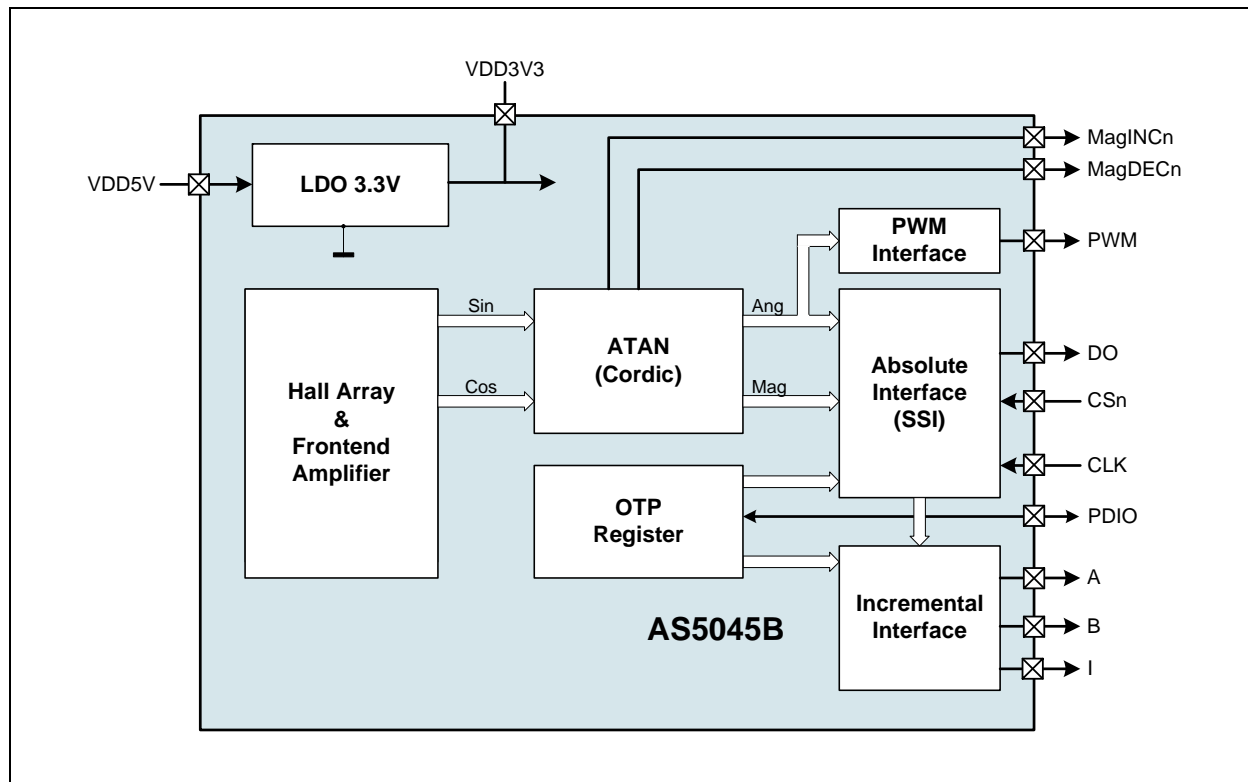 VDD3V3
VDD5V
LDO 3.3V
MagINCn
MagDECn
PWM
Interface
PWM
Hall Array
&
Frontend
Amplifier
Sin
Cos
ATAN
(Cordic)
Ang
Mag
Absolute
Interface
(SSI)
DO
CSn
CLK
OTP
Register
PDIO
Incremental
Interface
A
B
I
AS5045B